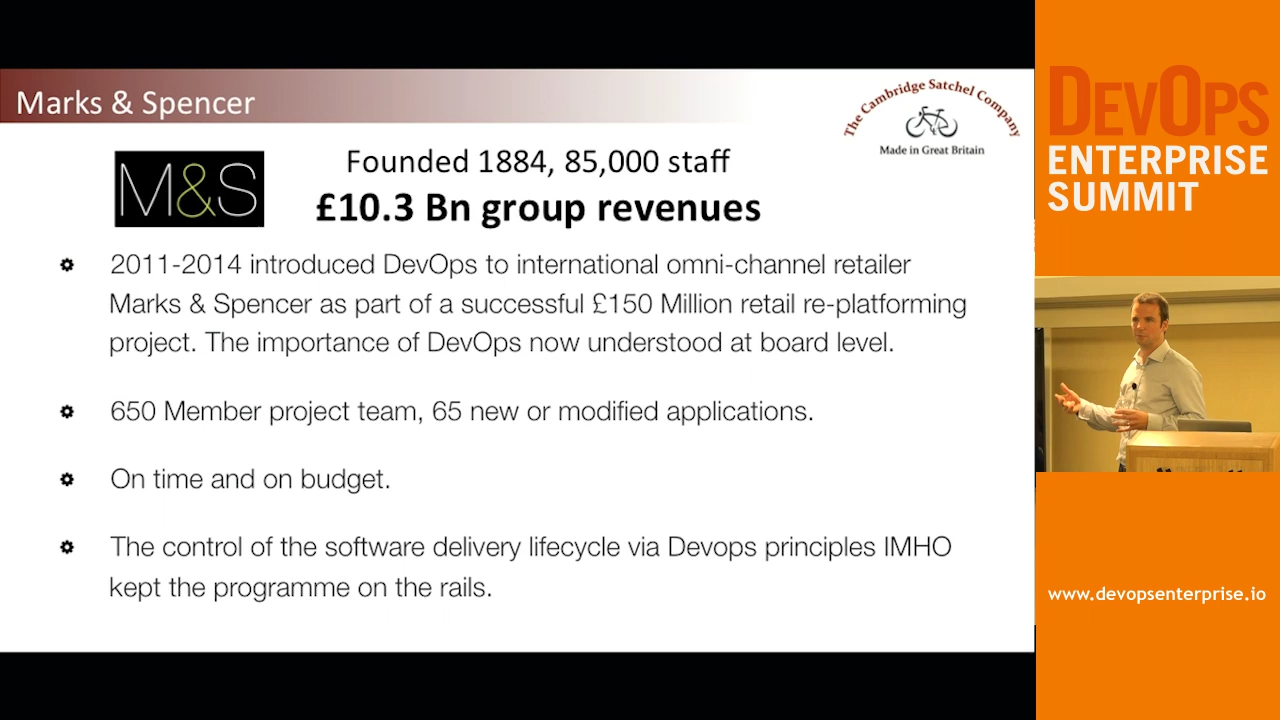 Marks & Spencer
The Cambridge Satchel Company
Made in Great Britain
M&S
Founded 1884, 85,000 staff
£10.3 Bn group revenues
2011-2014 introduced DevOps to international omni-channel retailer
Marks & Spencer as part of a successful £150 Million retail re-platforming
project. The importance of DevOps now understood at board level.
650 Member project team, 65 new or modified applications.
On time and on budget.
The control of the software delivery lifecycle via Devops principles IMHO
kept the programme on the rails.
DEVOPS
ENTERPRISE
SUMMIT
www.devopsenterprise.io